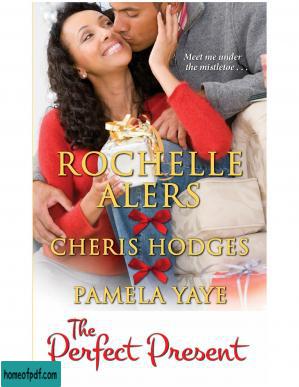 Meet me under
the mistletoe . . .
ROCHELLE
ALERS
CHERIS HODGES
PAMELA YAYE
The
Perfect Present
homeofpdf.com